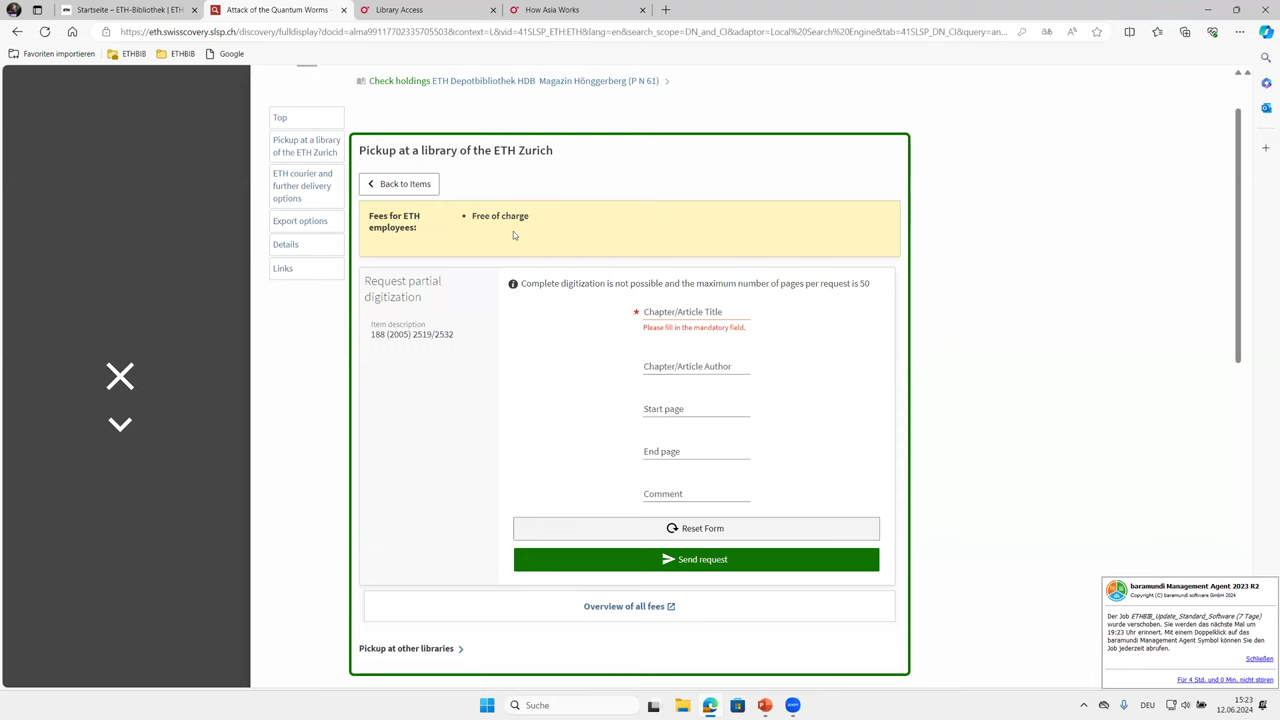 Startseite – ETH-Bibliothek | ETH
Attack of the Quantum Worms -
Library Access
How Asia Works
https://eth.swisscovery.slsp.ch/discovery/fulldisplay?docid=alma99117702335705503&context=L&vid=41SLSP_ETH:ETH&lang=en&search_scope=DN_and_CI&adaptor=Local%20Search%20Engine&tab=41SLSP_DN_CI&query=an...
Favoriten importieren
ETHBIB
ETHBIB
Google
Check holdings ETH Depotbibliothek HDB Magazin Hönggerberg (P N 61)
Top
Pickup at a library
of the ETH Zurich
ETH courier and
further delivery
options
Export options
Details
Links
Pickup at a library of the ETH Zurich
Back to Items
Fees for ETH
employees:
• Free of charge
Request partial
digitization
Item description
188 (2005) 2519/2532
Complete digitization is not possible and the maximum number of pages per request is 50
* Chapter/Article Title
Please fill in the mandatory field.
Chapter/Article Author
Start page
End page
Comment
Reset Form
Send request
Overview of all fees
Pickup at other libraries
baramundi Management Agent 2023 R2
Copyright (C) baramundi software GmbH 2024
Der Job ETHBIB_Update_Standard_Software (7 Tage)
wurde verschoben. Sie werden das nächste Mal um
19:23 Uhr erinnert. Mit einem Doppelklick auf das
baramundi Management Agent Symbol können Sie den
Job jederzeit abrufen.
Schließen
Für 4 Std. und 0 Min. nicht stören
Suche
zoom
DEU
15:23
12.06.2024